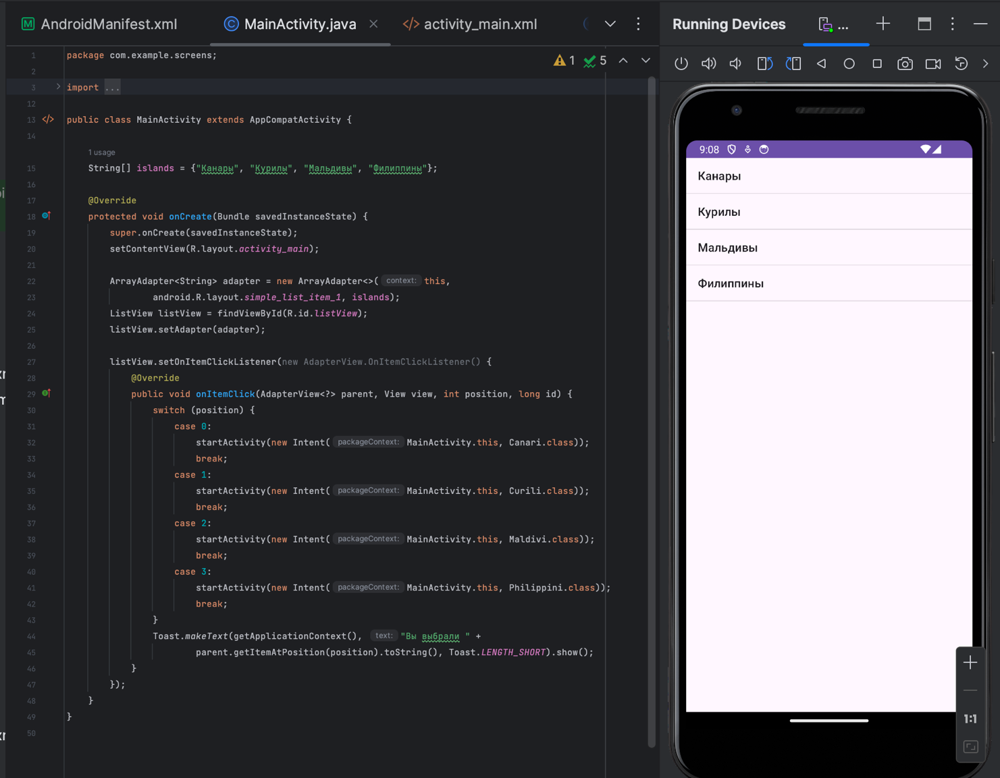 AndroidManifest.xml
MainActivity.java
activity_main.xml
Running Devices
...
1
5
1 package com.example.screens;
2
3 import ...
12
13 public class MainActivity extends AppCompatActivity {
14
1 usage
15 String[] islands = {"Канары", "Курилы", "Мальдивы", "Филиппины"};
16
17 @Override
18 protected void onCreate(Bundle savedInstanceState) {
19 super.onCreate(savedInstanceState);
20 setContentView(R.layout.activity_main);
21
22 ArrayAdapter<String> adapter = new ArrayAdapter<>( context: this,
23 android.R.layout.simple_list_item_1, islands);
24 ListView listView = findViewById(R.id.listView);
25 listView.setAdapter(adapter);
26
27 listView.setOnItemClickListener(new AdapterView.OnItemClickListener() {
28 @Override
29 public void onItemClick(AdapterView<?> parent, View view, int position, long id) {
30 switch (position) {
31 case 0:
32 startActivity(new Intent( packageContext: MainActivity.this, Canari.class));
33 break;
34 case 1:
35 startActivity(new Intent( packageContext: MainActivity.this, Curili.class));
36 break;
37 case 2:
38 startActivity(new Intent( packageContext: MainActivity.this, Maldivi.class));
39 break;
40 case 3:
41 startActivity(new Intent( packageContext: MainActivity.this, Philippini.class));
42 break;
43 }
44 Toast.makeText(getApplicationContext(), text: "Вы выбрали " +
45 parent.getItemAtPosition(position).toString(), Toast.LENGTH_SHORT).show();
46 }
47 });
48 }
49 }
50
9:08
Канары
Курилы
Мальдивы
Филиппины
1:1